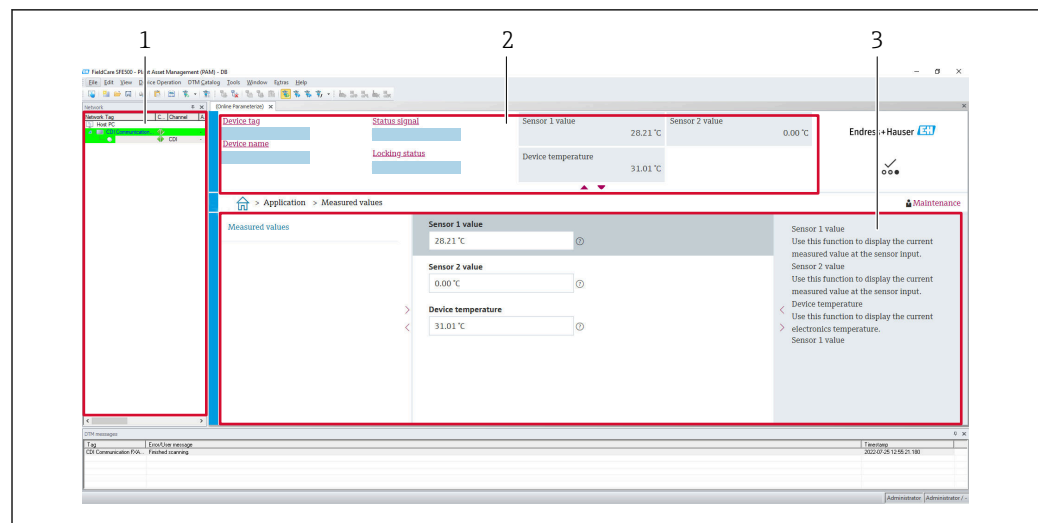 1 2 3
FieldCare SFE500 - Pl nt Asset Management (PAM) - DB
File Edit View D ice Operation DTM Catalog Tools Window Extras Help
Network
(Online Parameterize) x
Network Tag C... Channel A
Host PC
CDI Communication
CDI
Device tag
Device name
Status signal
Locking status
Sensor 1 value
28.21 °C
Sensor 2 value
0.00 °C
Device temperature
31.01 °C
Endress+Hauser EH
> Application > Measured values
Maintenance
Measured values
Sensor 1 value
28.21 °C
Sensor 2 value
0.00 °C
Device temperature
31.01 °C
Sensor 1 value
Use this function to display the current
measured value at the sensor input.
Sensor 2 value
Use this function to display the current
measured value at the sensor input.
Device temperature
Use this function to display the current
electronics temperature.
Sensor 1 value
DTM messages
Tag Error/User message Timestamp
CDI Communication FXA... Finished scanning 2022-07-25 12:55:21.180
Administrator Administrator / -